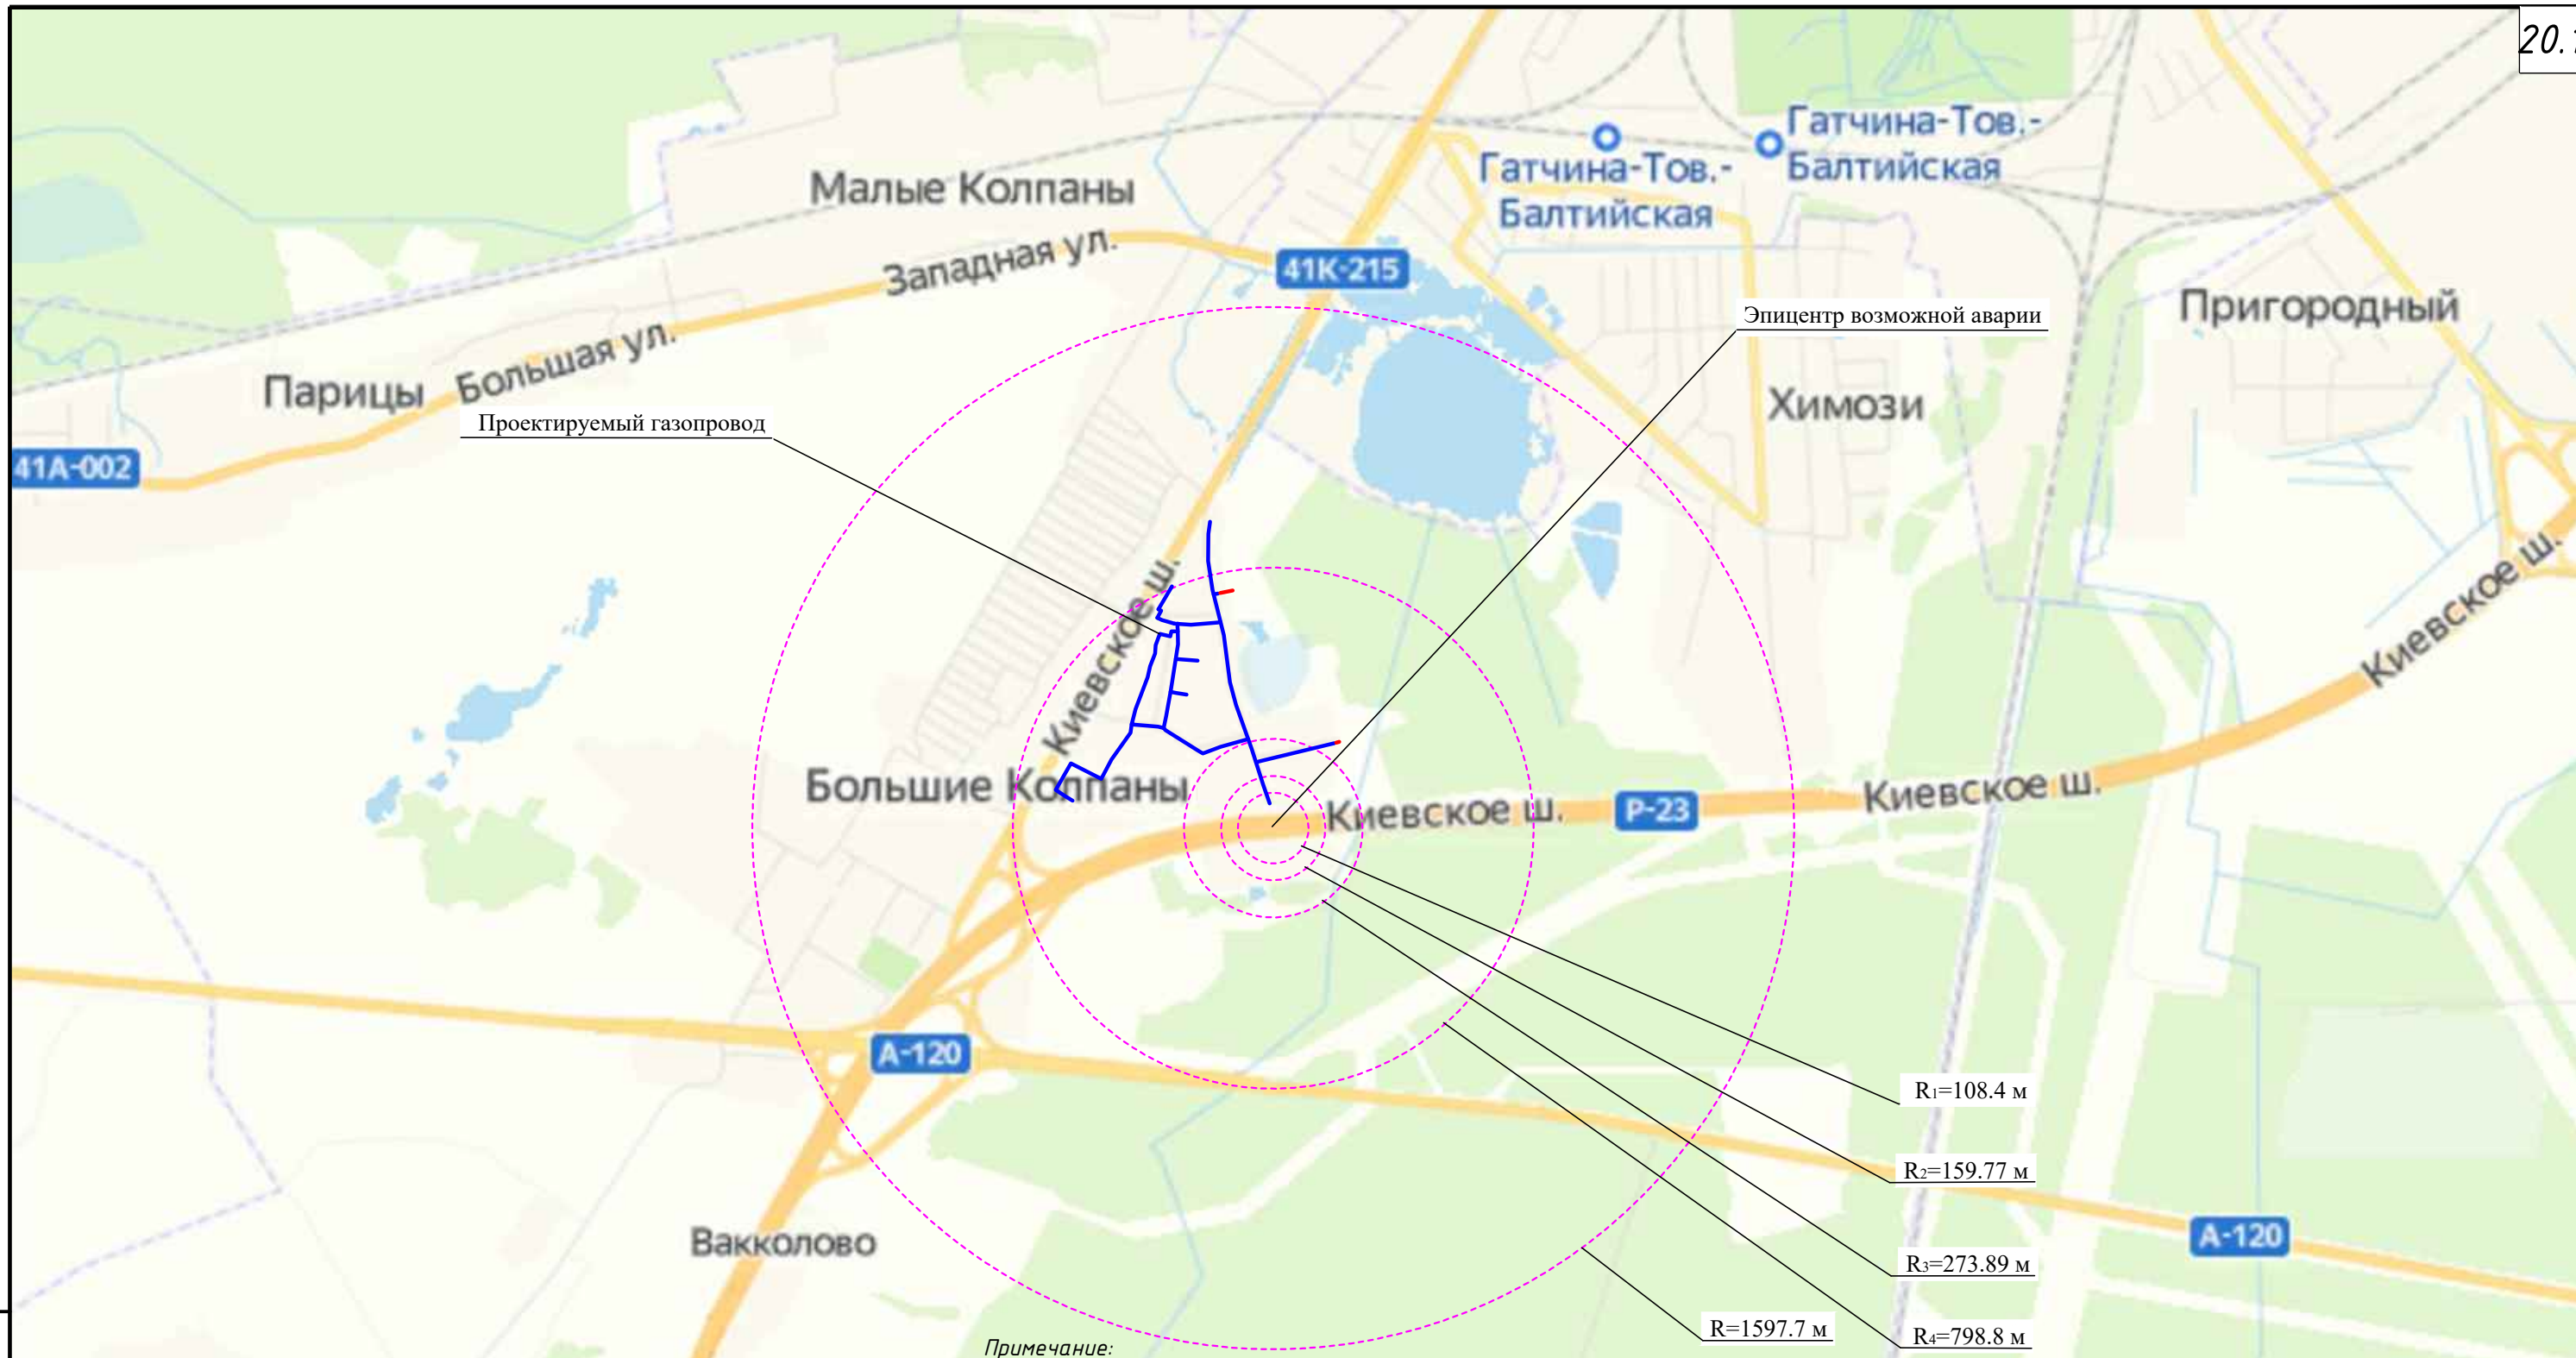 20.1
Гатчина-Тов.-
Балтийская
Гатчина-Тов.-
Балтийская
Малые Колпаны
Западная ул.
41К-215
Эпицентр возможной аварии
Пригородный
Большая ул.
Парицы
Химози
Проектируемый газопровод
41А-002
Киевское ш.
Киевское ш.
Большие Колпаны
Киевское ш.
Р-23
Киевское ш.
А-120
R1=108.4 м
R2=159.77 м
А-120
Вакколово
R3=273.89 м
R=1597.7 м
R4=798.8 м
Примечание: